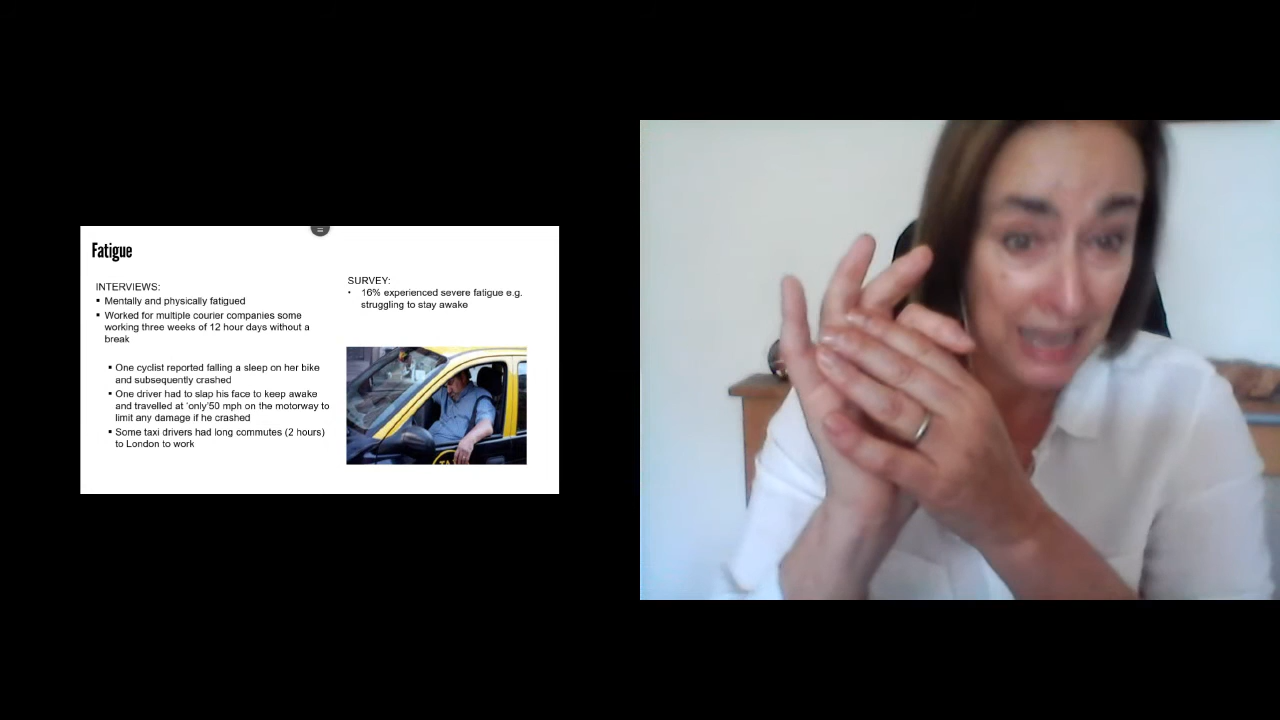 Fatigue
INTERVIEWS:
▪ Mentally and physically fatigued
▪ Worked for multiple courier companies some
working three weeks of 12 hour days without a
break
▪ One cyclist reported falling a sleep on her bike
and subsequently crashed
▪ One driver had to slap his face to keep awake
and travelled at 'only'50 mph on the motorway to
limit any damage if he crashed
▪ Some taxi drivers had long commutes (2 hours)
to London to work
SURVEY:
• 16% experienced severe fatigue e.g.
struggling to stay awake